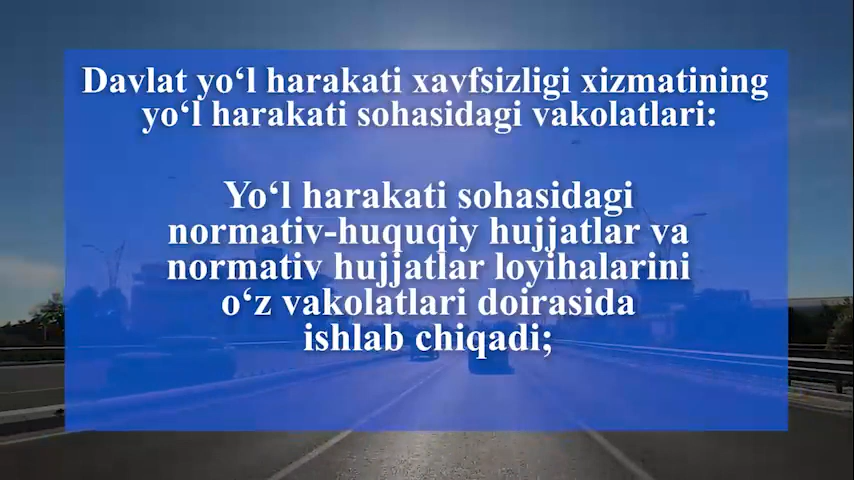 Davlat yo‘l harakati xavfsizligi xizmatining
yo‘l harakati sohasidagi vakolatlari:
Yo‘l harakati sohasidagi
normativ-huquqiy hujjatlar va
normativ hujjatlar loyihalarini
o‘z vakolatlari doirasida
ishlab chiqadi;